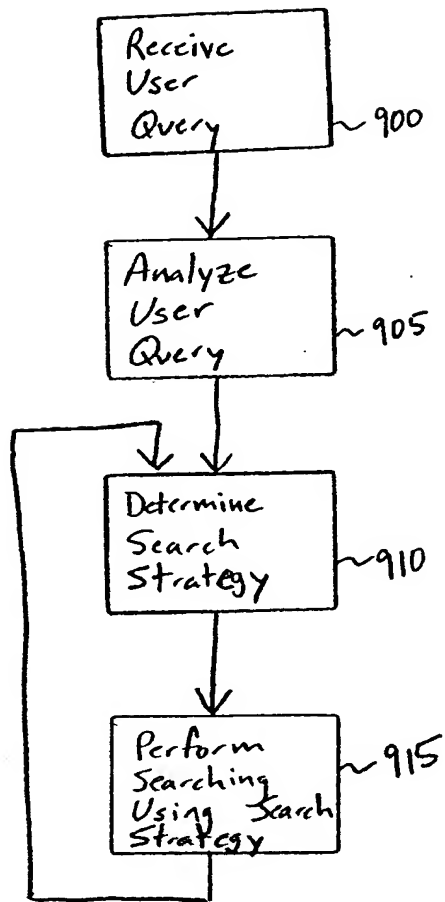 Receive
User
Query
900
Analyze
User
Query
905
Determine
Search
Strategy
910
Perform
Searching
Using Search
Strategy
915